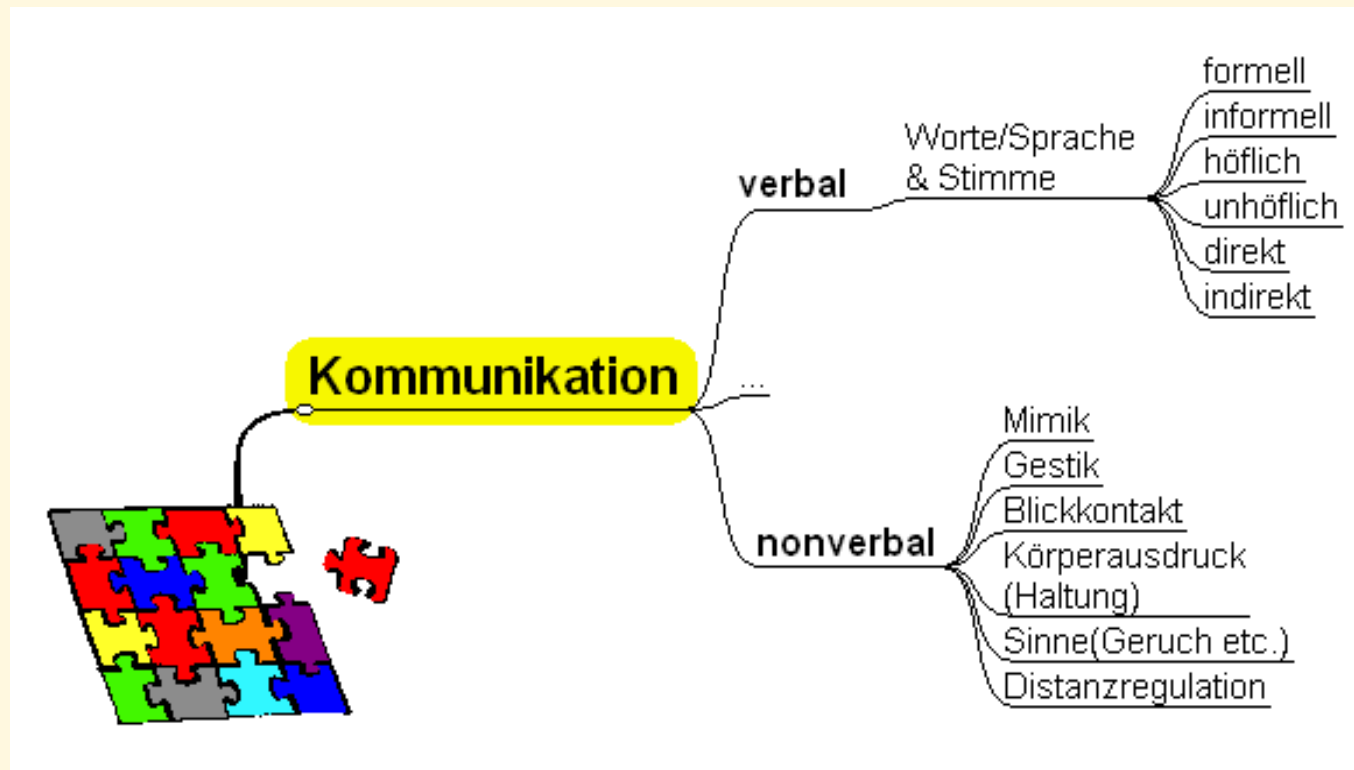 formell
informell
Worte/Sprache
& Stimme
höflich
verbal
unhöflich
direkt
indirekt
Kommunikation
...
Mimik
Gestik
Blickkontakt
nonverbal
Körperausdruck
(Haltung)
Sinne(Geruch etc.)
Distanzregulation